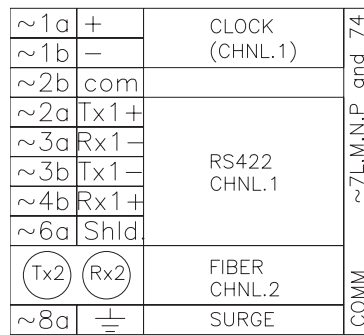 ~1a + CLOCK
~1b – (CHNL.1)
~2b com
~2a Tx1+
~3a Rx1–
~3b Tx1– RS422
~4b Rx1+ CHNL.1
~6a Shld.
Tx2 Rx2 FIBER
CHNL.2
~8a SURGE
COMM ~7L.M.N.P and 74